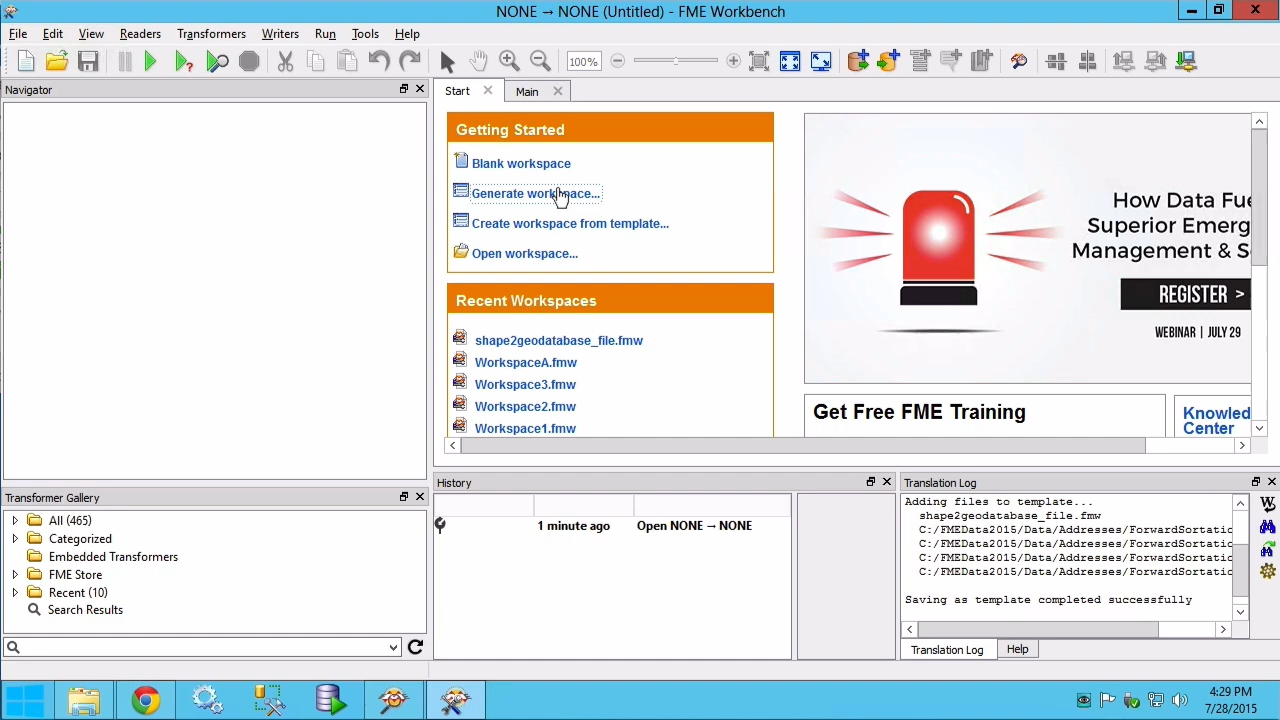 NONE → NONE (Untitled) - FME Workbench
File Edit View Readers Transformers Writers Run Tools Help
100%
Navigator
Start
Main
Getting Started
Blank workspace
Generate workspace...
Create workspace from template...
Open workspace...
Recent Workspaces
shape2geodatabase_file.fmw
WorkspaceA.fmw
Workspace3.fmw
Workspace2.fmw
Workspace1.fmw
How Data Fue
Superior Emerg
Management & S
REGISTER >
WEBINAR | JULY 29
Get Free FME Training
Knowled
Center
Transformer Gallery
All (465)
Categorized
Embedded Transformers
FME Store
Recent (10)
Search Results
History
1 minute ago Open NONE → NONE
Translation Log
Adding files to template...
shape2geodatabase_file.fmw
C:/FMEData2015/Data/Addresses/ForwardSortatio
C:/FMEData2015/Data/Addresses/ForwardSortatio
C:/FMEData2015/Data/Addresses/ForwardSortatio
C:/FMEData2015/Data/Addresses/ForwardSortatio
Saving as template completed successfully
Translation Log
Help
4:29 PM
7/28/2015